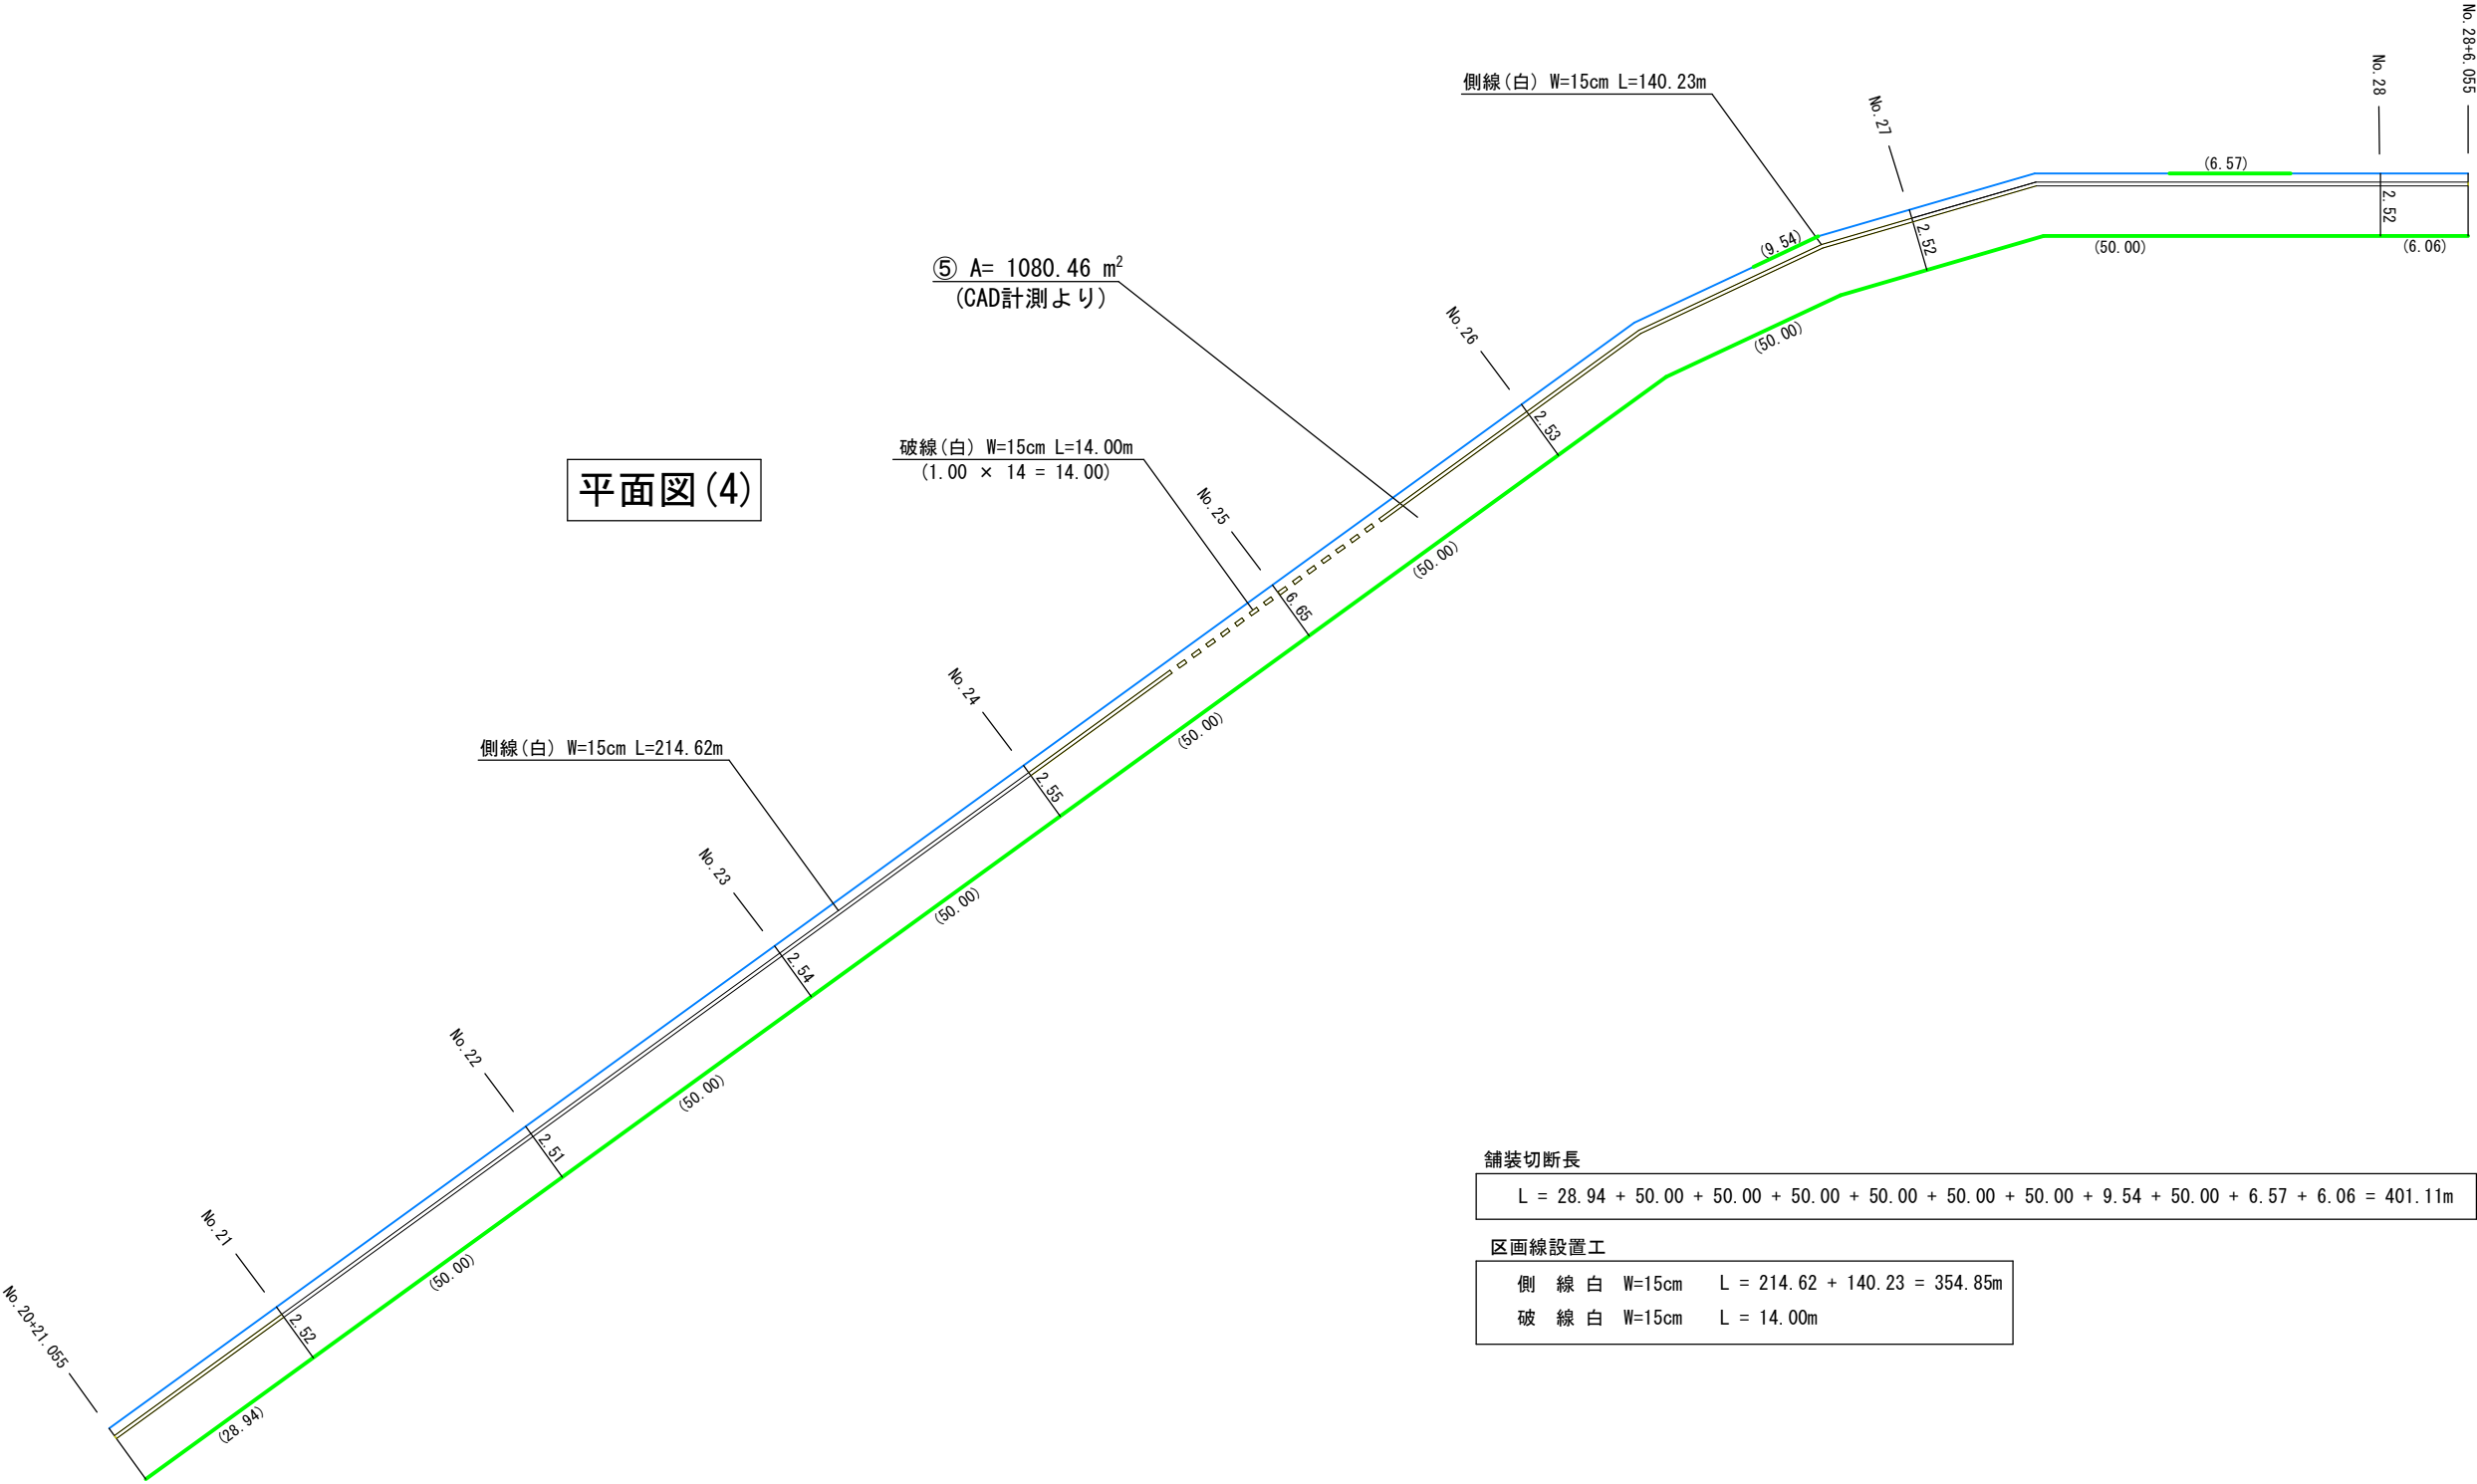 No.28+6.055
No.28
側線(白) W=15cm L=140.23m
No.27
(6.57)
2.52
(9.54)
2.52
(50.00)
(6.06)
⑤ A= 1080.46 m²
(CAD計測より)
No.26
(50.00)
2.53
破線(白) W=15cm L=14.00m
(1.00 × 14 = 14.00)
平面図(4)
No.25
(50.00)
6.65
No.24
(50.00)
側線(白) W=15cm L=214.62m
2.55
No.23
(50.00)
2.54
No.22
(50.00)
2.51
舗装切断長
L = 28.94 + 50.00 + 50.00 + 50.00 + 50.00 + 50.00 + 50.00 + 9.54 + 50.00 + 6.57 + 6.06 = 401.11m
No.21
区画線設置工
(50.00)
側 線 白 W=15cm L = 214.62 + 140.23 = 354.85m
破 線 白 W=15cm L = 14.00m
No.20+21.055
2.52
(28.94)